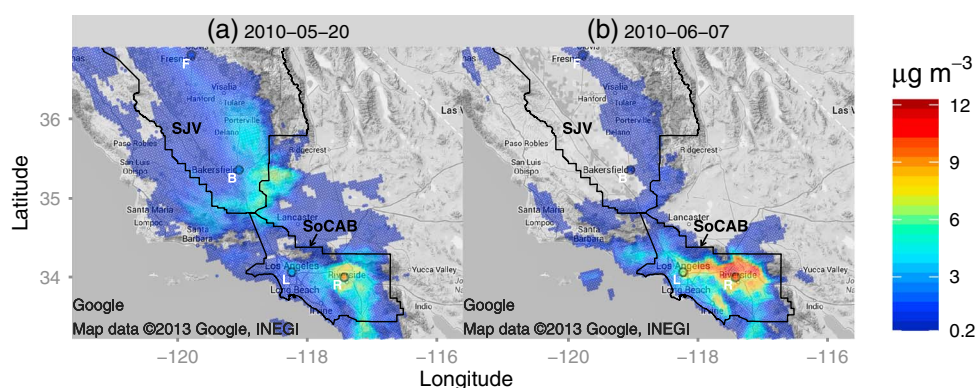 (a) 2010-05-20
(b) 2010-06-07
μg m⁻³
Latitude
36
35
34
Fresno
F
Visalia
Hanford
Tulare
Porterville
Delano
SJV
Paso Robles
Ridgecrest
San Luis
Obispo
Bakersfield
B
Santa Maria
Lompoc
Lancaster
SoCAB
Santa
Barbara
Los Angeles
L
Riverside
R
Yucca Valley
Long Beach
Irvine
Indio
Google
Map data ©2013 Google, INEGI
Fresno
F
Visalia
Hanford
Tulare
Porterville
Delano
Las V
SJV
Paso Robles
Ridgecrest
San Luis
Obispo
Bakersfield
B
Santa Maria
Lompoc
Lancaster
SoCAB
Santa
Barbara
Los Angeles
L
Riverside
R
Yucca Valley
Long Beach
Irvine
Indio
Google
Map data ©2013 Google, INEGI
12
9
6
3
0.2
-120
-118
-116
-120
-118
-116
Longitude